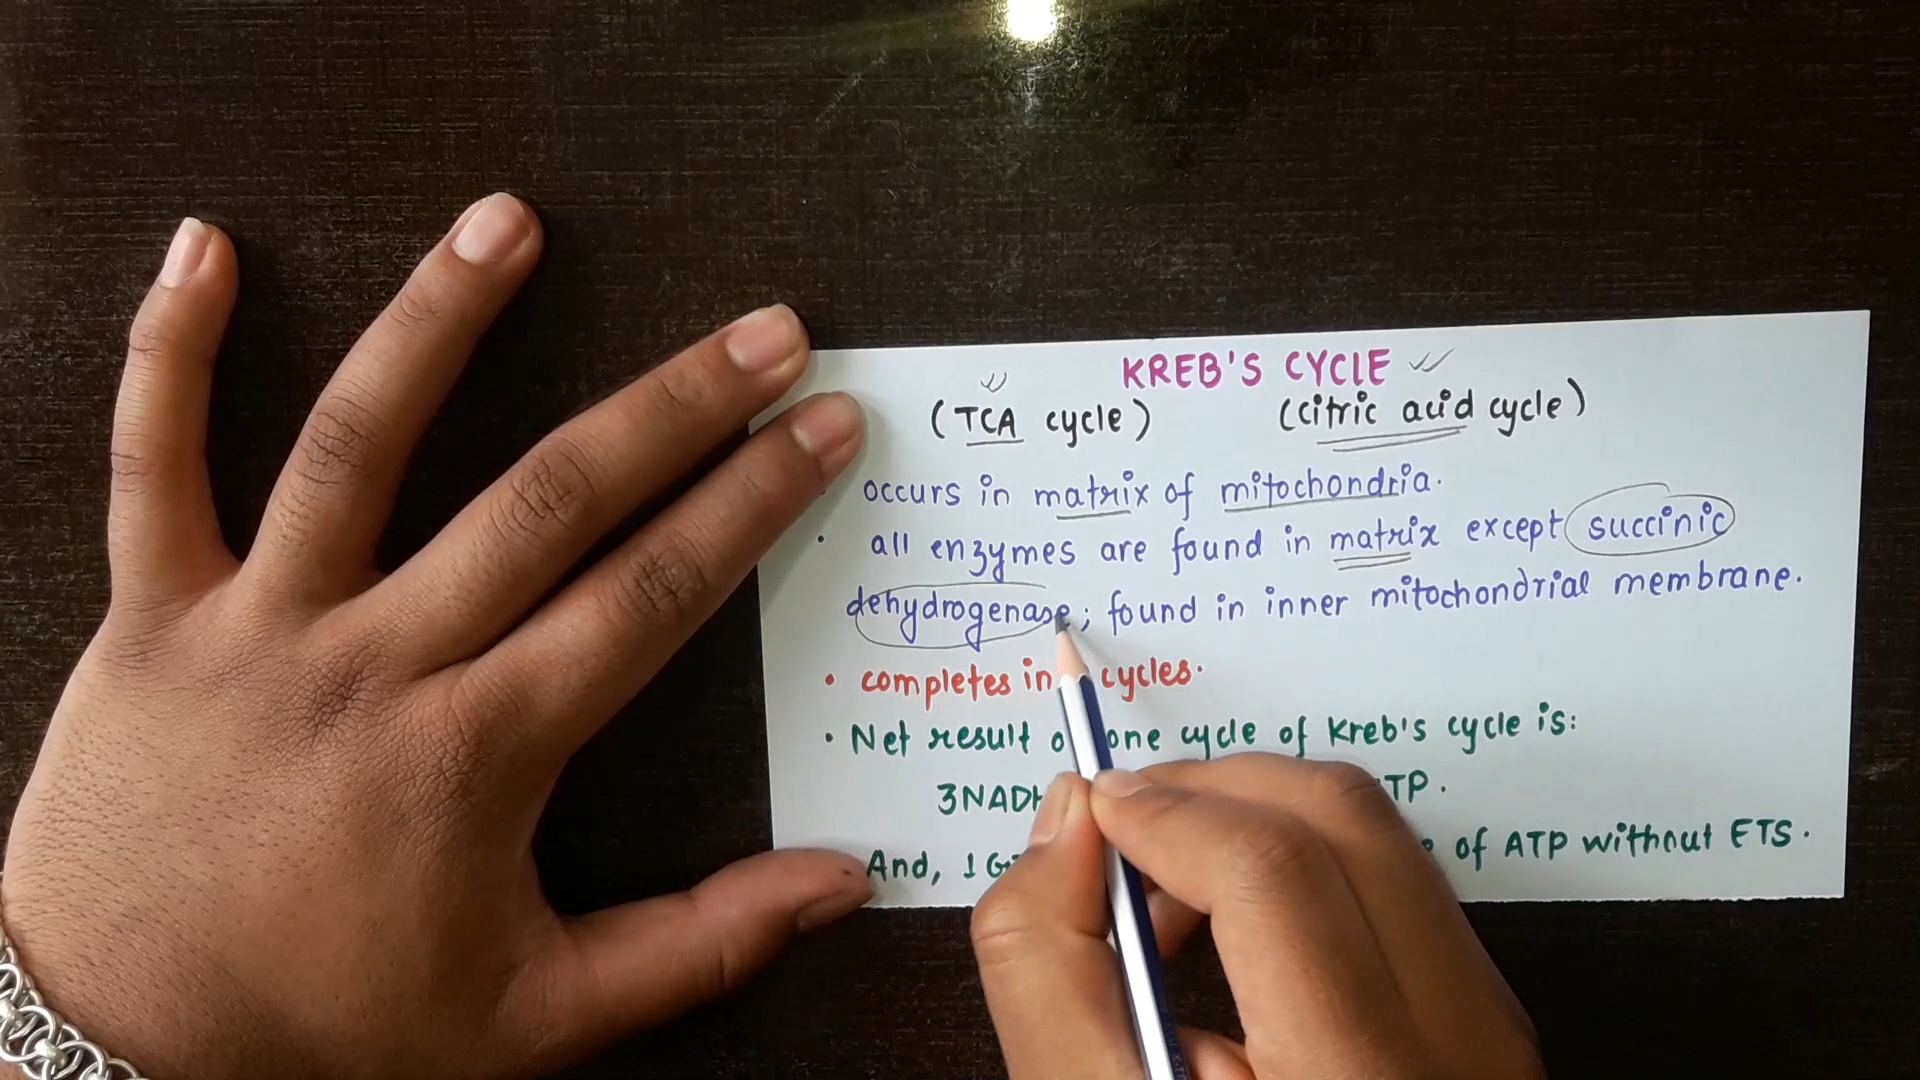 KREB'S CYCLE
(TCA cycle) (citric acid cycle)
occurs in matrix of mitochondria.
• all enzymes are found in matrix except succinic
dehydrogenase; found in inner mitochondrial membrane.
• completes in cycles.
• Net result one cycle of Kreb's cycle is:
3NADH
And, 1 of ATP without ETS.